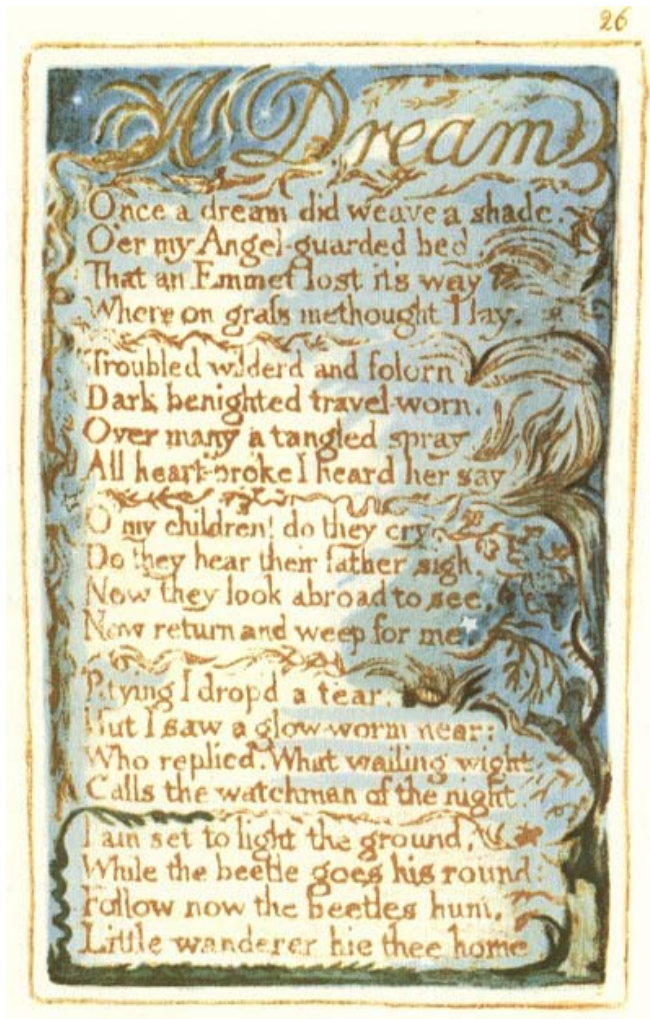 26
A Dream
Once a dream did weave a shade,
O'er my Angel-guarded bed,
That an Emmet lost it's way
Where on grass methought I lay.
Troubled wilderd and folorn
Dark benighted travel-worn,
Over many a tangled spray
All heart-broke I heard her say
O my children! do they cry
Do they hear their father sigh.
Now they look abroad to see,
Now return and weep for me.
Pitying I dropd a tear:
But I saw a glow-worm near:
Who replied. What wailing wight
Calls the watchman of the night.
I am set to light the ground,
While the beetle goes his round:
Follow now the beetles hum,
Little wanderer hie thee home